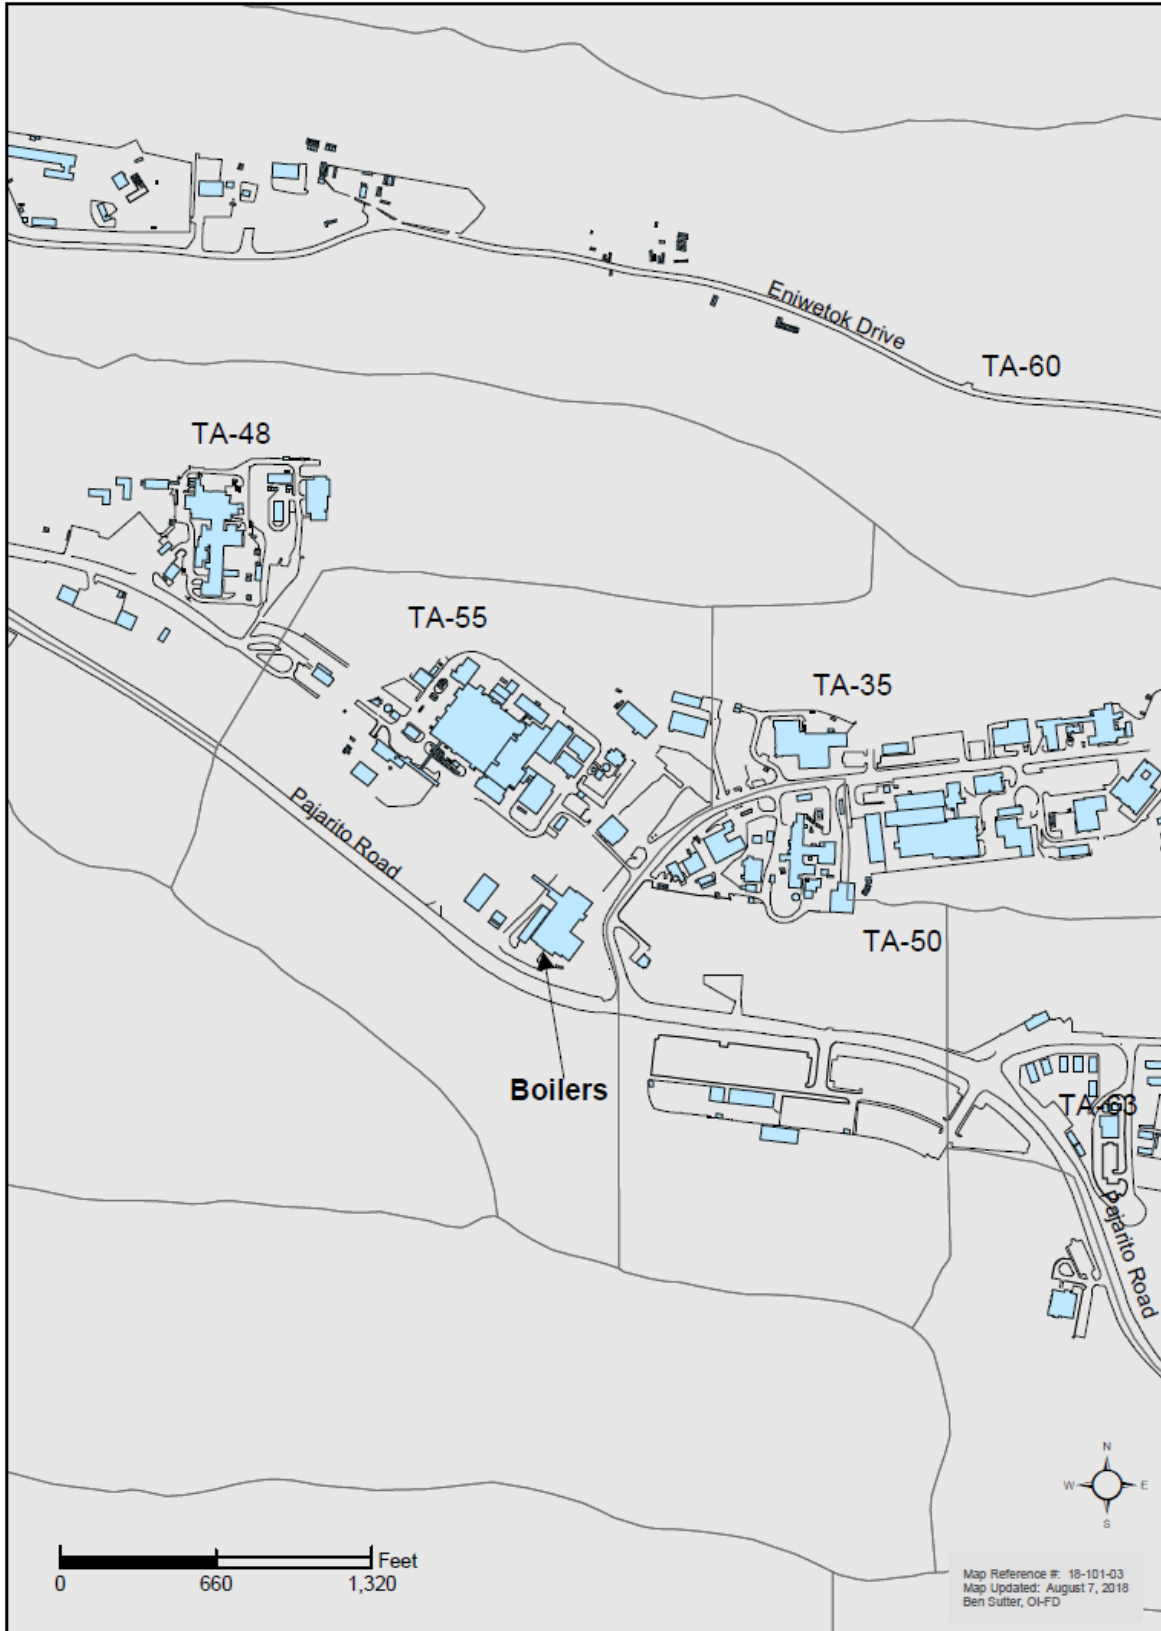 Eniwetok Drive
TA-60
TA-48
TA-55
TA-35
Pajarito Road
TA-50
Boilers
TA-63
Pajarito Road
N
W E
S
Feet
0 660 1,320
Map Reference #: 18-101-03
Map Updated: August 7, 2018
Ben Sutter, OI-FD